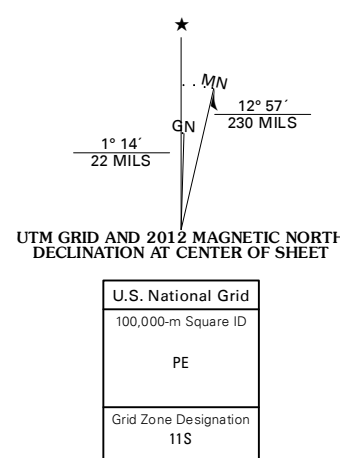 ★
MN
12° 57´
230 MILS
GN
1° 14´
22 MILS
UTM GRID AND 2012 MAGNETIC NORTH
DECLINATION AT CENTER OF SHEET
U.S. National Grid
100,000-m Square ID
PE
Grid Zone Designation
11S